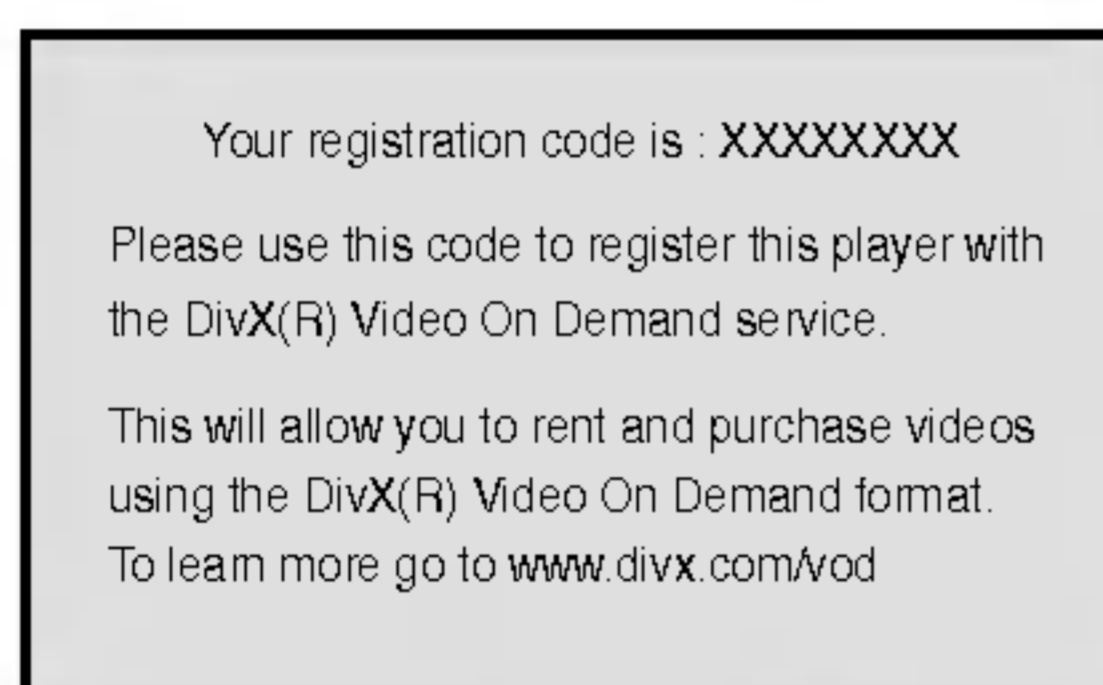 Your registration code is : XXXXXXXX
Please use this code to register this player with
the DivX(R) Video On Demand service.
This will allow you to rent and purchase videos
using the DivX(R) Video On Demand format.
To learn more go to www.divx.com/vod